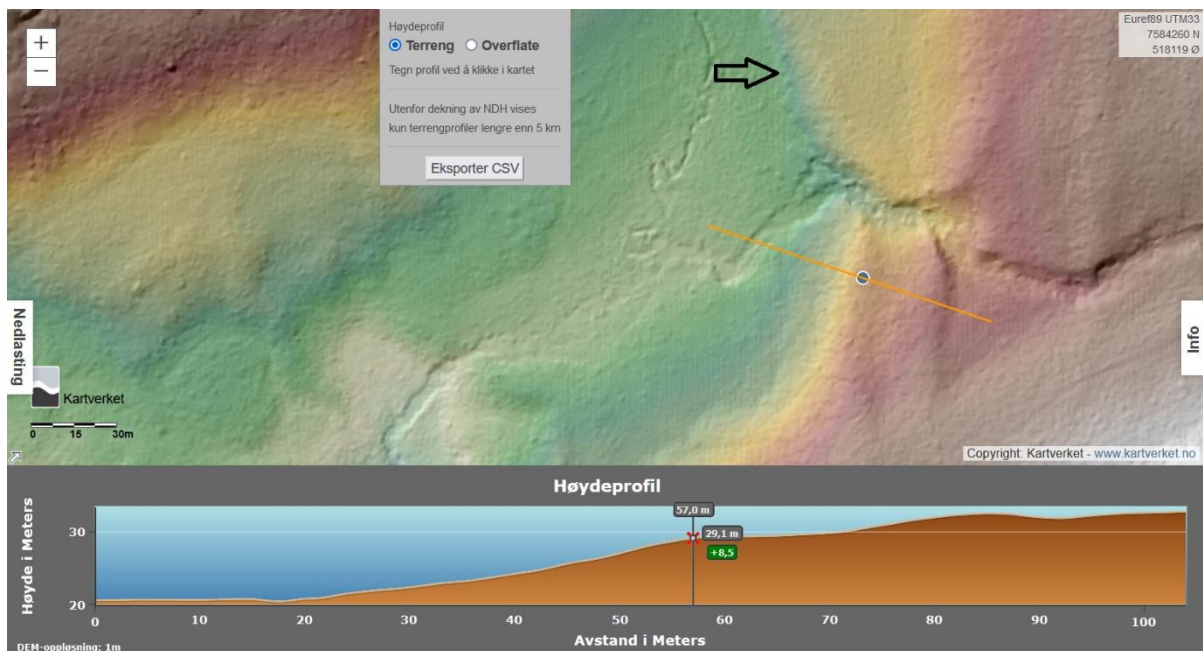 Høydeprofil
Terreng Overflate
Tegn profil ved å klikke i kartet
Utenfor dekning av NDH vises
kun terrengprofiler lengre enn 5 km
Eksporter CSV
+
−
Euref89 UTM33
7584260 N
518119 Ø
Nedlasting
Info
Kartverket
0 15 30m
Copyright: Kartverket - www.kartverket.no
Høydeprofil
Høyde i Meters
30
20
57,0 m
29,1 m
+8,5
0 10 20 30 40 50 60 70 80 90 100
Avstand i Meters
DEM-oppløsning: 1m